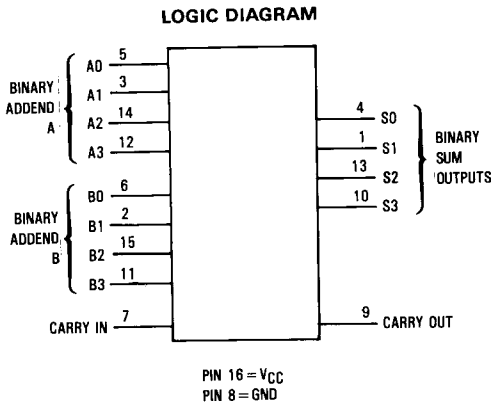 LOGIC DIAGRAM
BINARY
ADDEND
A
A0 5
A1 3
A2 14
A3 12
BINARY
ADDEND
B
B0 6
B1 2
B2 15
B3 11
CARRY IN 7
4 S0
1 S1
13 S2
10 S3
BINARY
SUM
OUTPUTS
9 CARRY OUT
PIN 16 = VCC
PIN 8 = GND